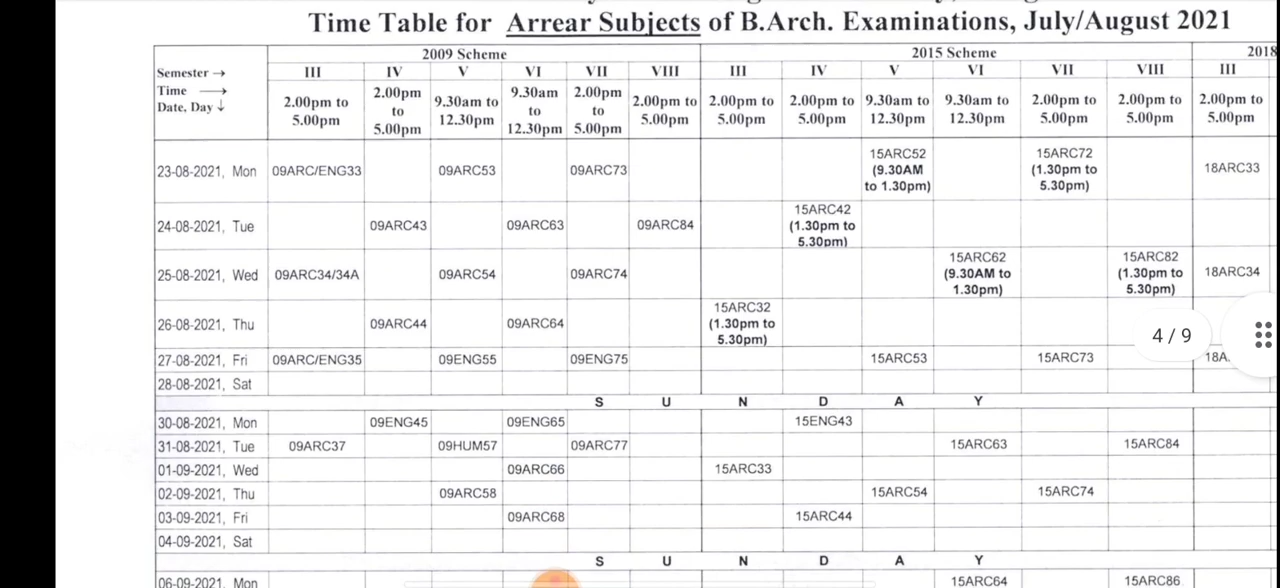 Time Table for Arrear Subjects of B.Arch. Examinations, July/August 2021
2009 Scheme 2015 Scheme 2018
Semester → III IV V VI VII VIII III IV V VI VII VIII III
Time →
Date, Day ↓
2.00pm to 5.00pm 2.00pm to 5.00pm 9.30am to 12.30pm 9.30am to 12.30pm 2.00pm to 5.00pm 2.00pm to 5.00pm 2.00pm to 5.00pm 2.00pm to 5.00pm 9.30am to 12.30pm 9.30am to 12.30pm 2.00pm to 5.00pm 2.00pm to 5.00pm 2.00pm to 5.00pm
23-08-2021, Mon 09ARC/ENG33 09ARC53 09ARC73 15ARC52 (9.30AM to 1.30pm) 15ARC72 (1.30pm to 5.30pm) 18ARC33
24-08-2021, Tue 09ARC43 09ARC63 09ARC84 15ARC42 (1.30pm to 5.30pm)
25-08-2021, Wed 09ARC34/34A 09ARC54 09ARC74 15ARC62 (9.30AM to 1.30pm) 15ARC82 (1.30pm to 5.30pm) 18ARC34
26-08-2021, Thu 09ARC44 09ARC64 15ARC32 (1.30pm to 5.30pm)
4 / 9
27-08-2021, Fri 09ARC/ENG35 09ENG55 09ENG75 15ARC53 15ARC73 18A
28-08-2021, Sat
S U N D A Y
30-08-2021, Mon 09ENG45 09ENG65 15ENG43
31-08-2021, Tue 09ARC37 09HUM57 09ARC77 15ARC63 15ARC84
01-09-2021, Wed 09ARC66 15ARC33
02-09-2021, Thu 09ARC58 15ARC54 15ARC74
03-09-2021, Fri 09ARC68 15ARC44
04-09-2021, Sat
S U N D A Y
06-09-2021, Mon 15ARC64 15ARC86